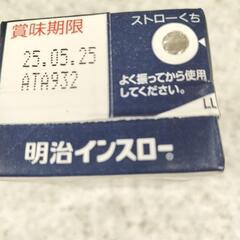 賞味期限
25.05.25
ATA932
ストローくち
よく振ってから使用
してください。
LL
明治インスロー®